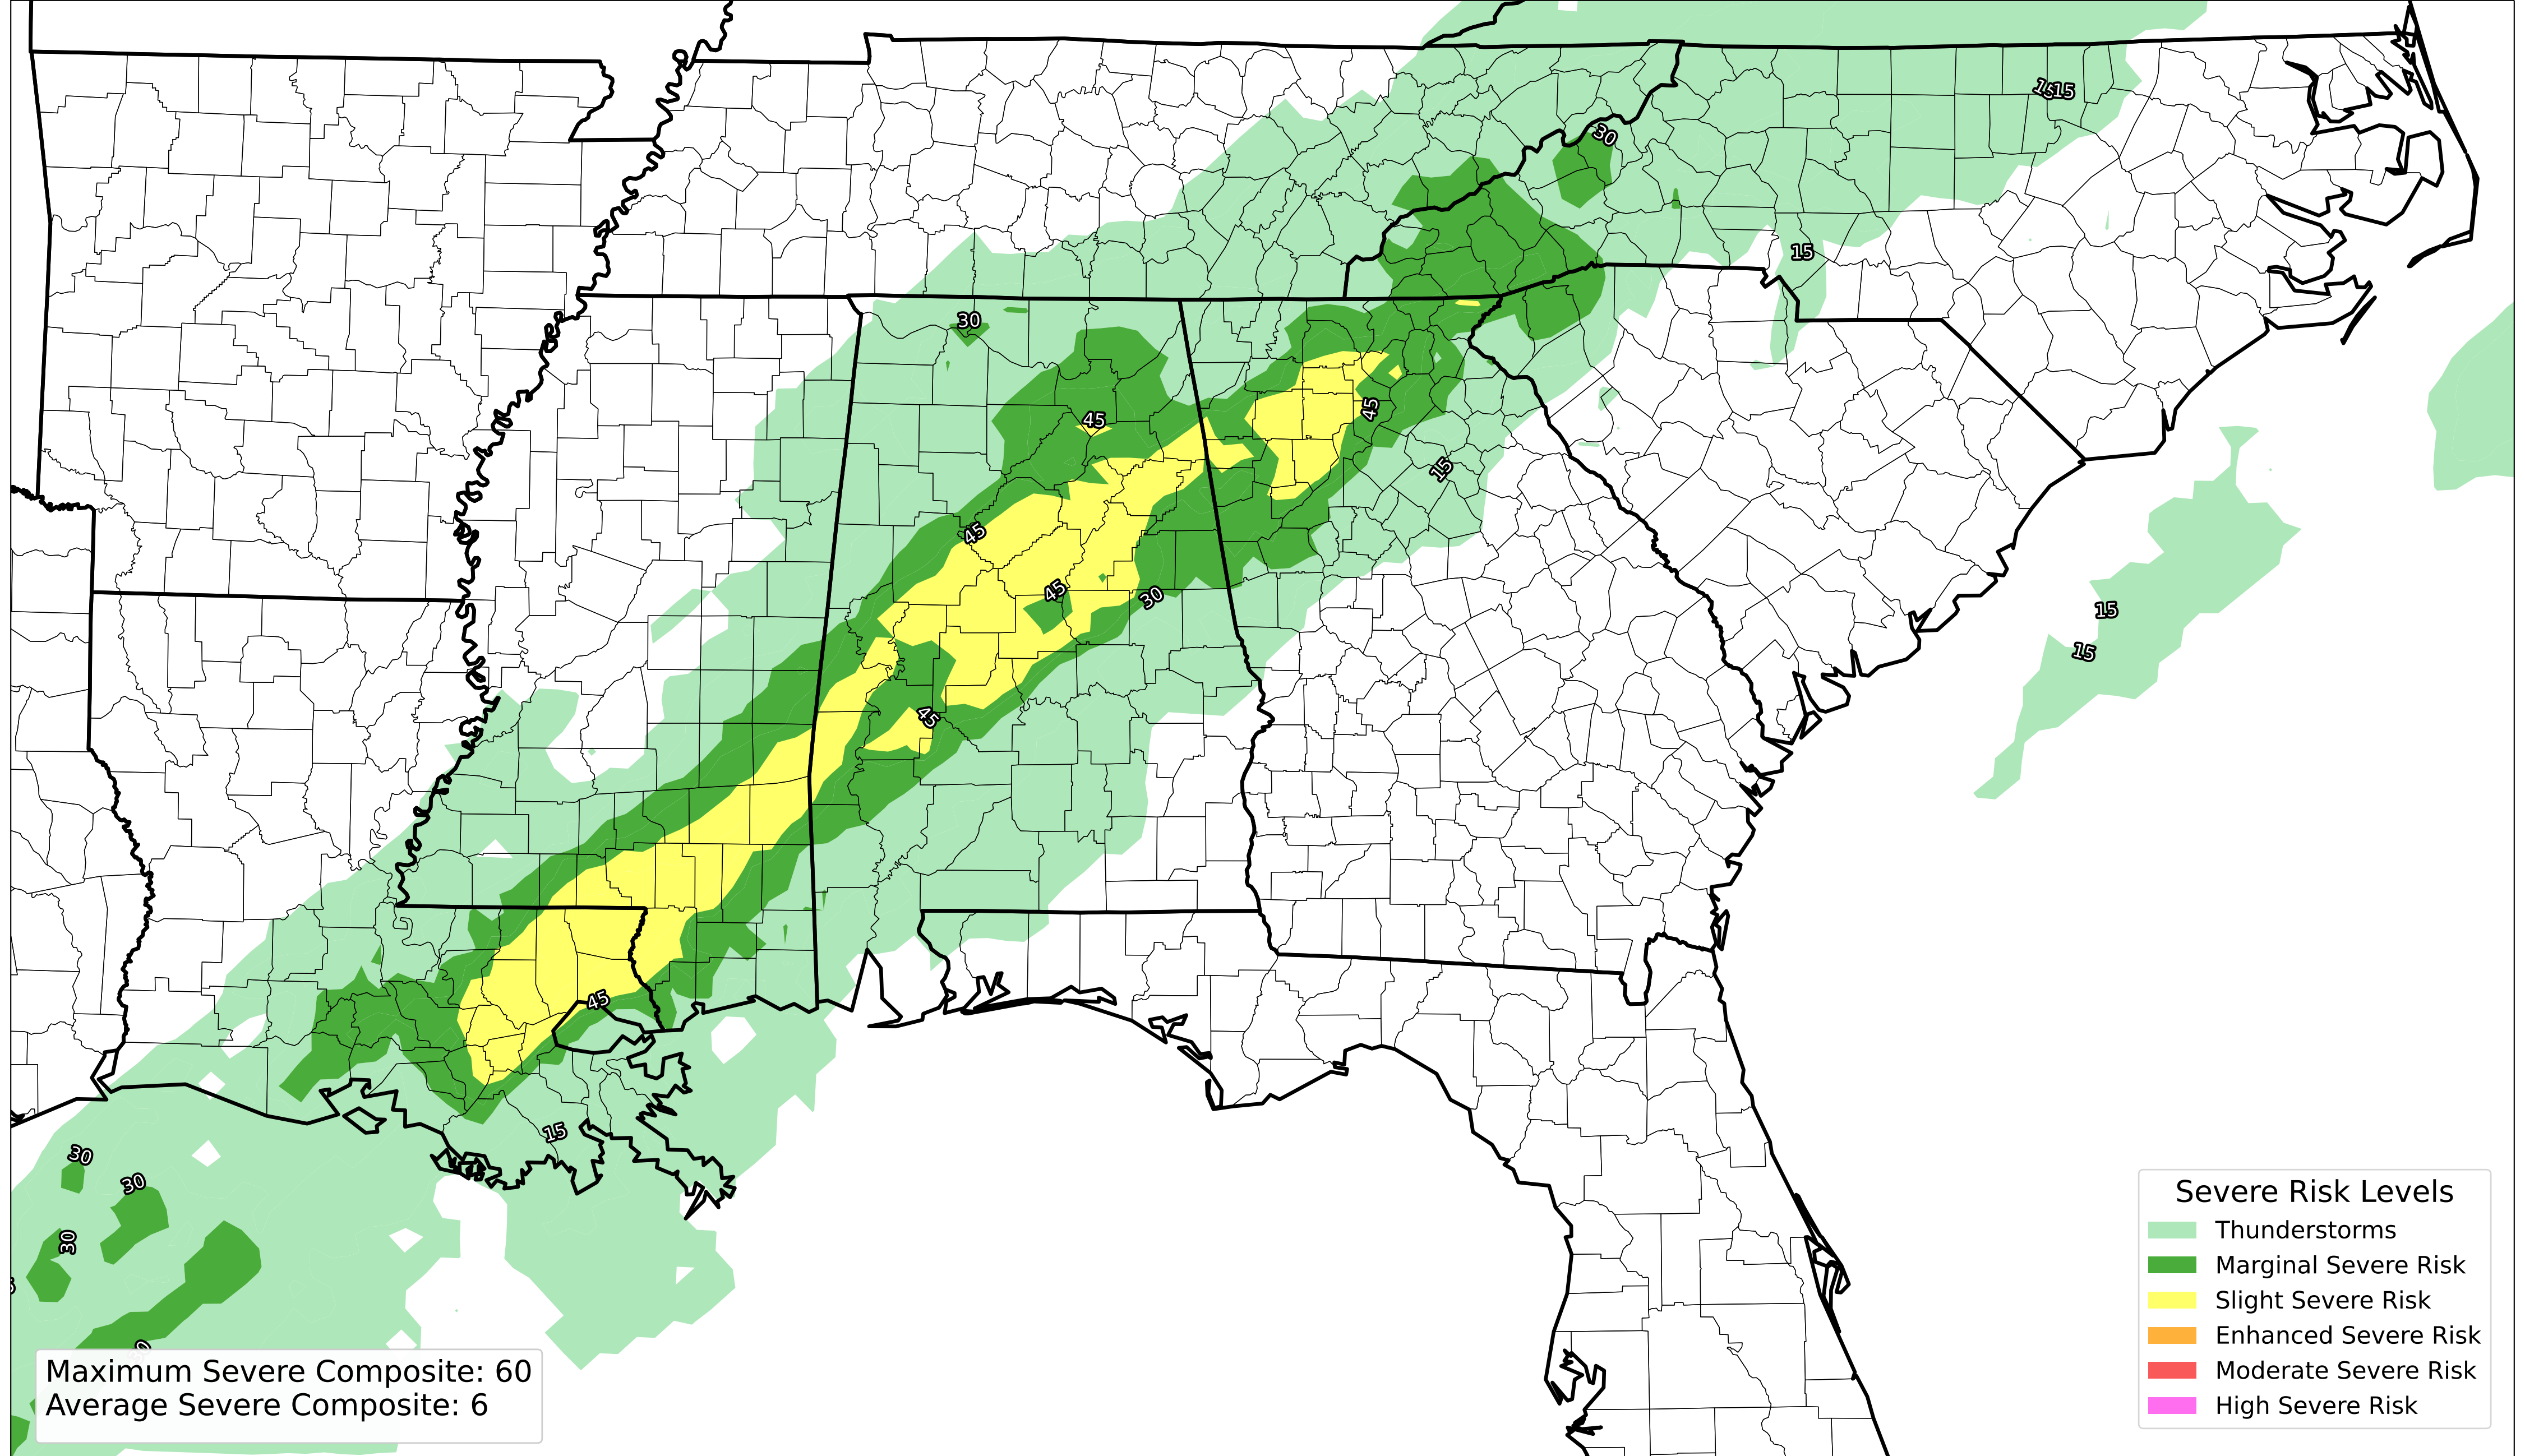 1515
30
15
30
45
45
15
45
45
30
15
15
45
45
15
30
30
30
Maximum Severe Composite: 60
Average Severe Composite: 6
Severe Risk Levels
Thunderstorms
Marginal Severe Risk
Slight Severe Risk
Enhanced Severe Risk
Moderate Severe Risk
High Severe Risk